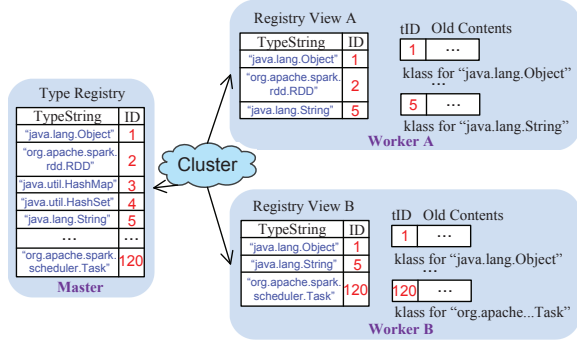 Type Registry
TypeString ID
"java.lang.Object" 1
"org.apache.spark.
rdd.RDD" 2
"java.util.HashMap" 3
"java.util.HashSet" 4
"java.lang.String" 5
... ...
"org.apache.spark.
scheduler.Task" 120
Master
Cluster
Registry View A
TypeString ID
"java.lang.Object" 1
"org.apache.spark.
rdd.RDD" 2
"java.lang.String" 5
tID Old Contents
1 ...
klass for "java.lang.Object"
...
5 ...
klass for "java.lang.String"
Worker A
Registry View B
TypeString ID
"java.lang.Object" 1
"java.lang.String" 5
"org.apache.spark.
scheduler.Task" 120
tID Old Contents
1 ...
klass for "java.lang.Object"
...
120 ...
klass for "org.apache...Task"
Worker B